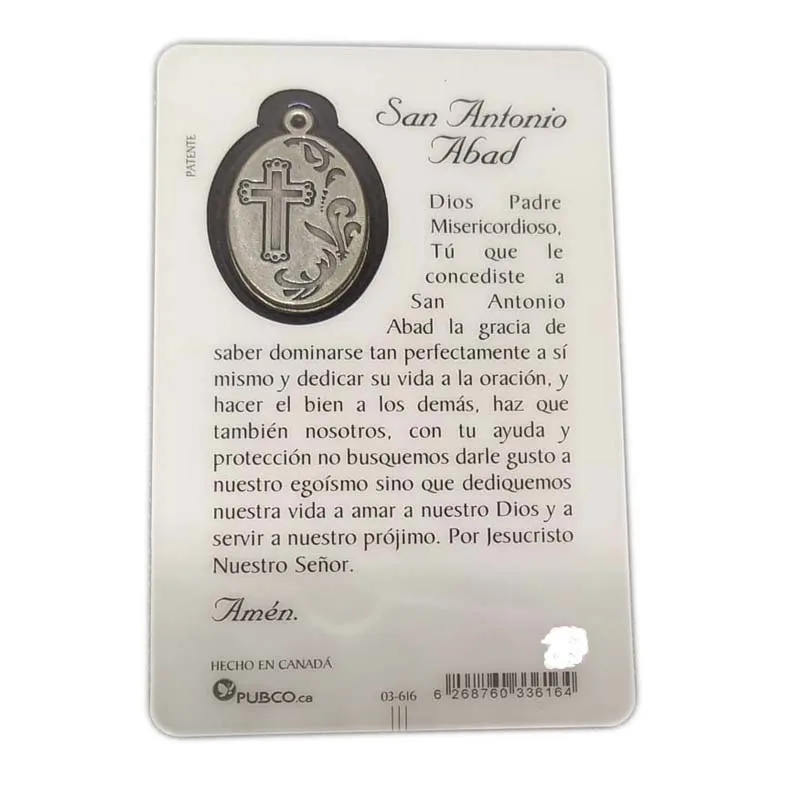 San Antonio
Abad
PATENTE
Dios Padre
Misericordioso,
Tú que le
concediste a
San Antonio
Abad la gracia de
saber dominarse tan perfectamente a sí
mismo y dedicar su vida a la oración, y
hacer el bien a los demás, haz que
también nosotros, con tu ayuda y
protección no busquemos darle gusto a
nuestro egoísmo sino que dediquemos
nuestra vida a amar a nuestro Dios y a
servir a nuestro prójimo. Por Jesucristo
Nuestro Señor.
Amén.
HECHO EN CANADÁ
PUBCO.ca
03-616
6 268760 336164